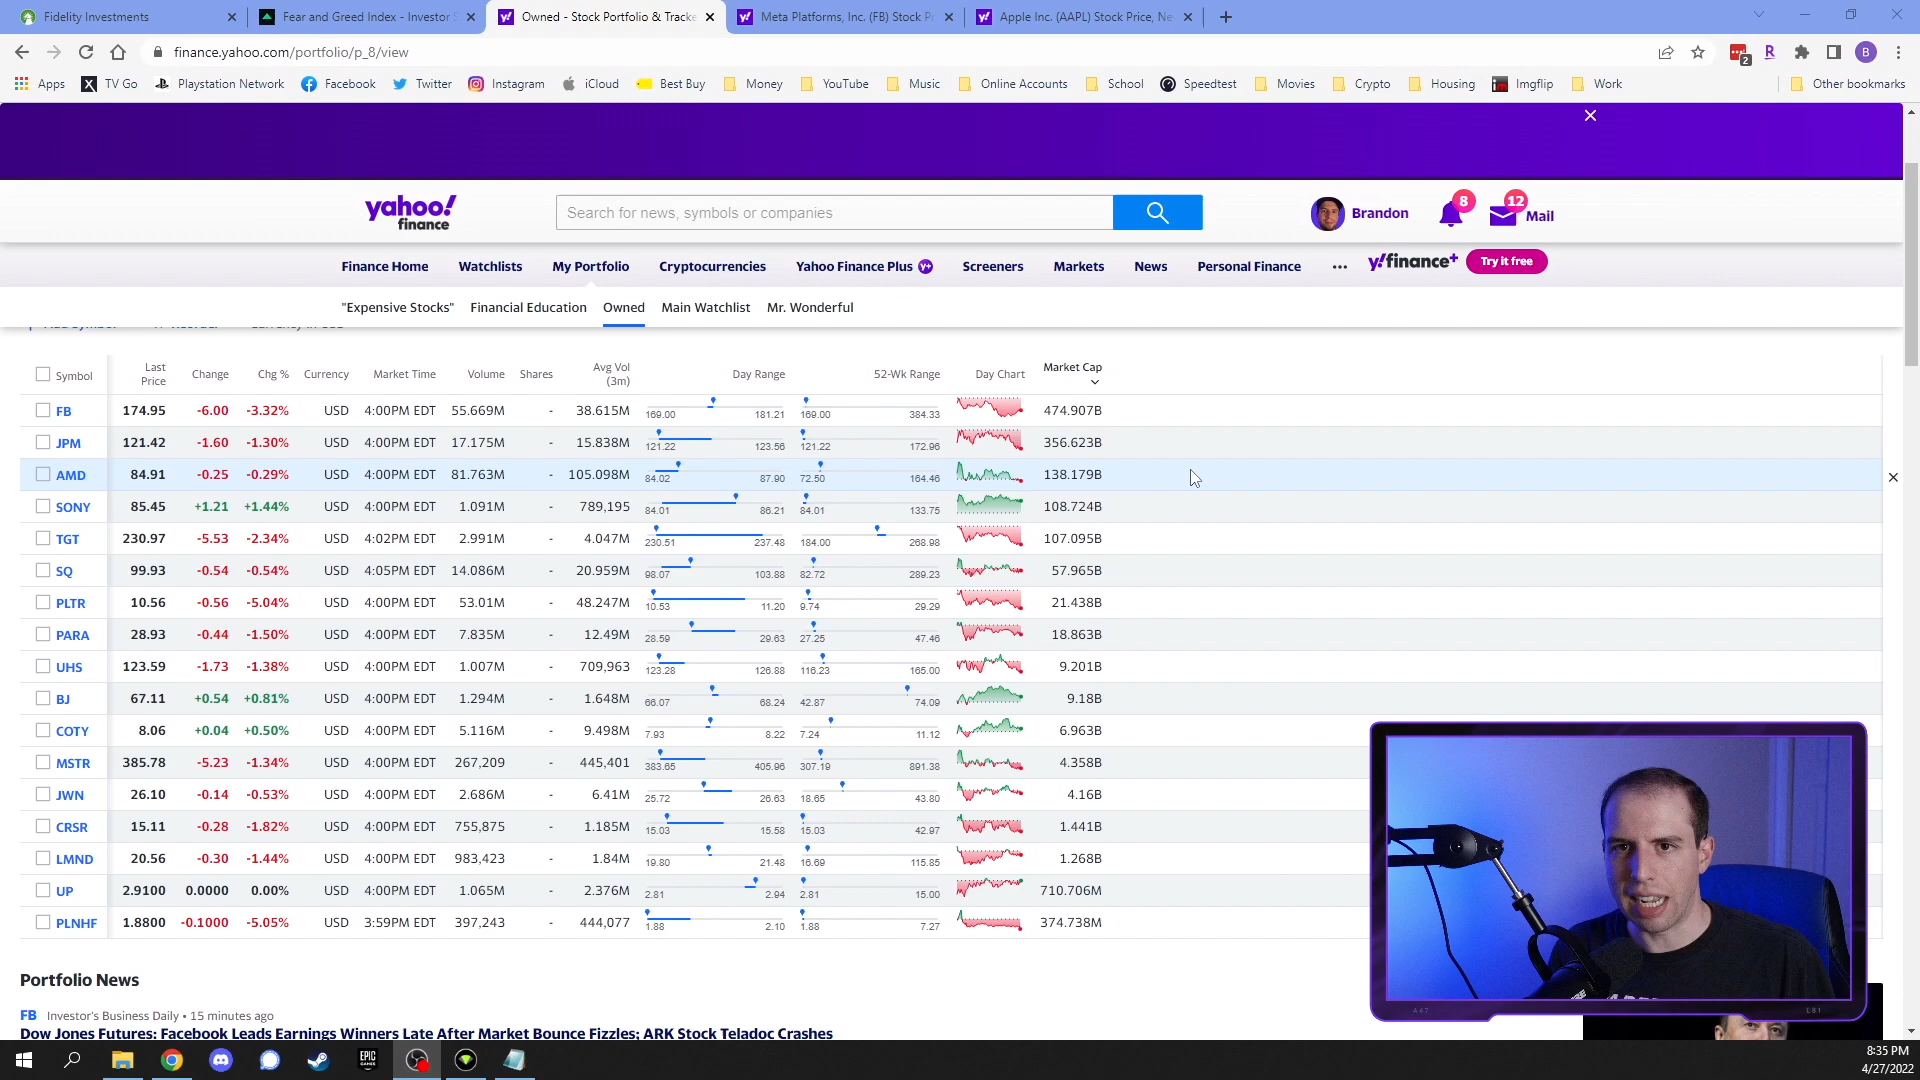 Fidelity Investments
Fear and Greed Index - Investor S
Owned - Stock Portfolio & Tracke
Meta Platforms, Inc. (FB) Stock Pr
Apple Inc. (AAPL) Stock Price, Ne
finance.yahoo.com/portfolio/p_8/view
2
B
Apps TV Go Playstation Network Facebook Twitter Instagram iCloud Best Buy Money YouTube Music Online Accounts School Speedtest Movies Crypto Housing Imgflip Work Other bookmarks
yahoo! finance
Search for news, symbols or companies
Brandon 8 12 Mail
Finance Home Watchlists My Portfolio Cryptocurrencies Yahoo Finance Plus Y+ Screeners Markets News Personal Finance ... y!finance+ Try it free
"Expensive Stocks" Financial Education Owned Main Watchlist Mr. Wonderful
Symbol Last Price Change Chg % Currency Market Time Volume Shares Avg Vol (3m) Day Range 52-Wk Range Day Chart Market Cap
FB 174.95 -6.00 -3.32% USD 4:00PM EDT 55.669M - 38.615M 169.00 181.21 169.00 384.33 474.907B
JPM 121.42 -1.60 -1.30% USD 4:00PM EDT 17.175M - 15.838M 121.22 123.56 121.22 172.96 356.623B
AMD 84.91 -0.25 -0.29% USD 4:00PM EDT 81.763M - 105.098M 84.02 87.90 72.50 164.46 138.179B
SONY 85.45 +1.21 +1.44% USD 4:00PM EDT 1.091M - 789,195 84.01 86.21 84.01 133.75 108.724B
TGT 230.97 -5.53 -2.34% USD 4:02PM EDT 2.991M - 4.047M 230.51 237.48 184.00 268.98 107.095B
SQ 99.93 -0.54 -0.54% USD 4:05PM EDT 14.086M - 20.959M 98.07 103.88 82.72 289.23 57.965B
PLTR 10.56 -0.56 -5.04% USD 4:00PM EDT 53.01M - 48.247M 10.53 11.20 9.74 29.29 21.438B
PARA 28.93 -0.44 -1.50% USD 4:00PM EDT 7.835M - 12.49M 28.59 29.63 27.25 47.46 18.863B
UHS 123.59 -1.73 -1.38% USD 4:00PM EDT 1.007M - 709,963 123.28 126.88 116.23 165.00 9.201B
BJ 67.11 +0.54 +0.81% USD 4:00PM EDT 1.294M - 1.648M 66.07 68.24 42.87 74.09 9.18B
COTY 8.06 +0.04 +0.50% USD 4:00PM EDT 5.116M - 9.498M 7.93 8.22 7.24 11.12 6.963B
MSTR 385.78 -5.23 -1.34% USD 4:00PM EDT 267,209 - 445,401 383.65 405.96 307.19 891.38 4.358B
JWN 26.10 -0.14 -0.53% USD 4:00PM EDT 2.686M - 6.41M 25.72 26.63 18.65 43.80 4.16B
CRSR 15.11 -0.28 -1.82% USD 4:00PM EDT 755,875 - 1.185M 15.03 15.58 15.03 42.97 1.441B
LMND 20.56 -0.30 -1.44% USD 4:00PM EDT 983,423 - 1.84M 19.80 21.48 16.69 115.85 1.268B
UP 2.9100 0.0000 0.00% USD 4:00PM EDT 1.065M - 2.376M 2.81 2.94 2.81 15.00 710.706M
PLNHF 1.8800 -0.1000 -5.05% USD 3:59PM EDT 397,243 - 444,077 1.88 2.10 1.88 7.27 374.738M
Portfolio News
FB Investor's Business Daily • 15 minutes ago
Dow Jones Futures: Facebook Leads Earnings Winners Late After Market Bounce Fizzles; ARK Stock Teladoc Crashes
EPIC GAMES
8:35 PM
4/27/2022